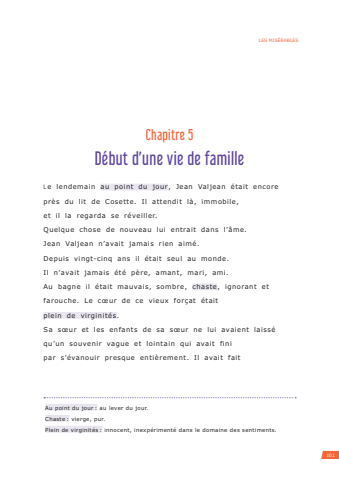 LES MISÉRABLES
Chapitre 5
Début d'une vie de famille
Le lendemain au point du jour, Jean Valjean était encore
près du lit de Cosette. Il attendit là, immobile,
et il la regarda se réveiller.
Quelque chose de nouveau lui entrait dans l'âme.
Jean Valjean n'avait jamais rien aimé.
Depuis vingt-cinq ans il était seul au monde.
Il n'avait jamais été père, amant, mari, ami.
Au bagne il était mauvais, sombre, chaste, ignorant et
farouche. Le cœur de ce vieux forçat était
plein de virginités.
Sa sœur et les enfants de sa sœur ne lui avaient laissé
qu'un souvenir vague et lointain qui avait fini
par s'évanouir presque entièrement. Il avait fait
Au point du jour : au lever du jour.
Chaste : vierge, pur.
Plein de virginités : innocent, inexpérimenté dans le domaine des sentiments.
101